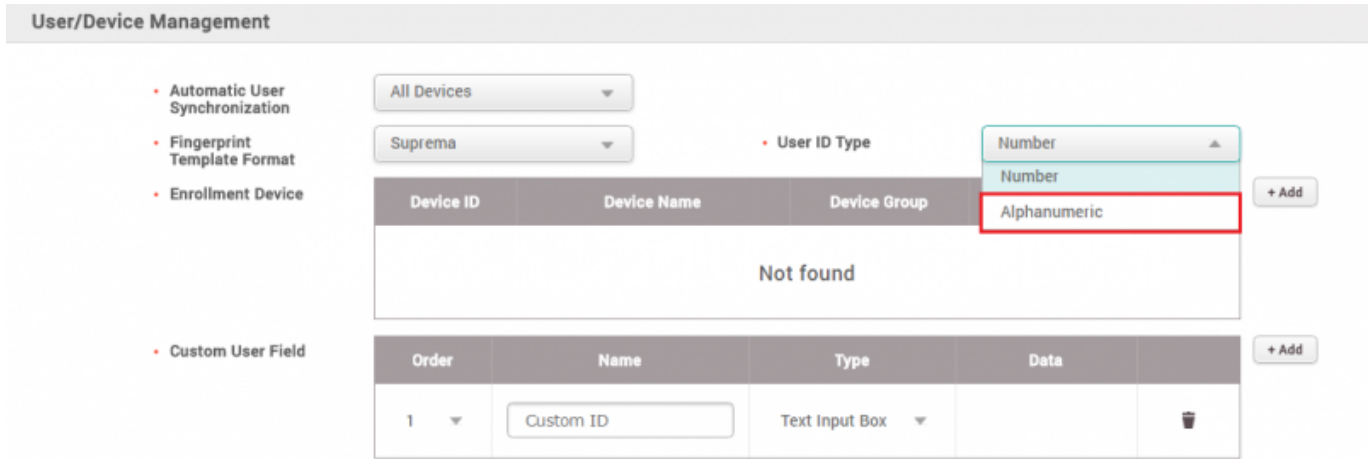 User/Device Management
• Automatic User
Synchronization
All Devices
• Fingerprint
Template Format
Suprema
• User ID Type
Number
Number
Alphanumeric
• Enrollment Device
Device ID Device Name Device Group
+ Add
Not found
• Custom User Field
Order Name Type Data
+ Add
1 Custom ID Text Input Box